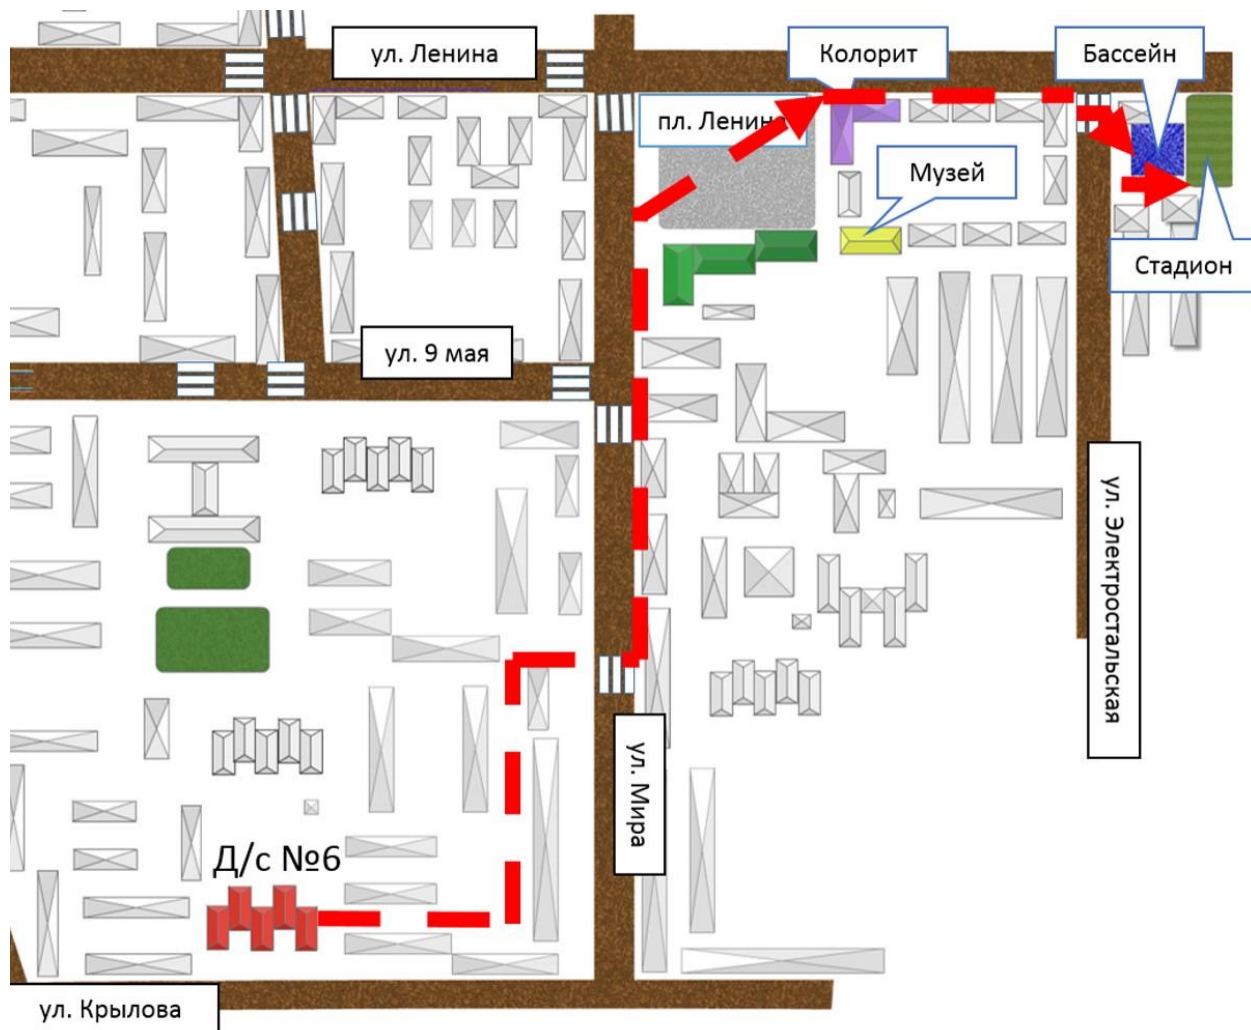 ул. Ленина
Колорит
Бассейн
пл. Ленина
Музей
Стадион
ул. 9 мая
ул. Электростальская
ул. Мира
Д/с №6
ул. Крылова